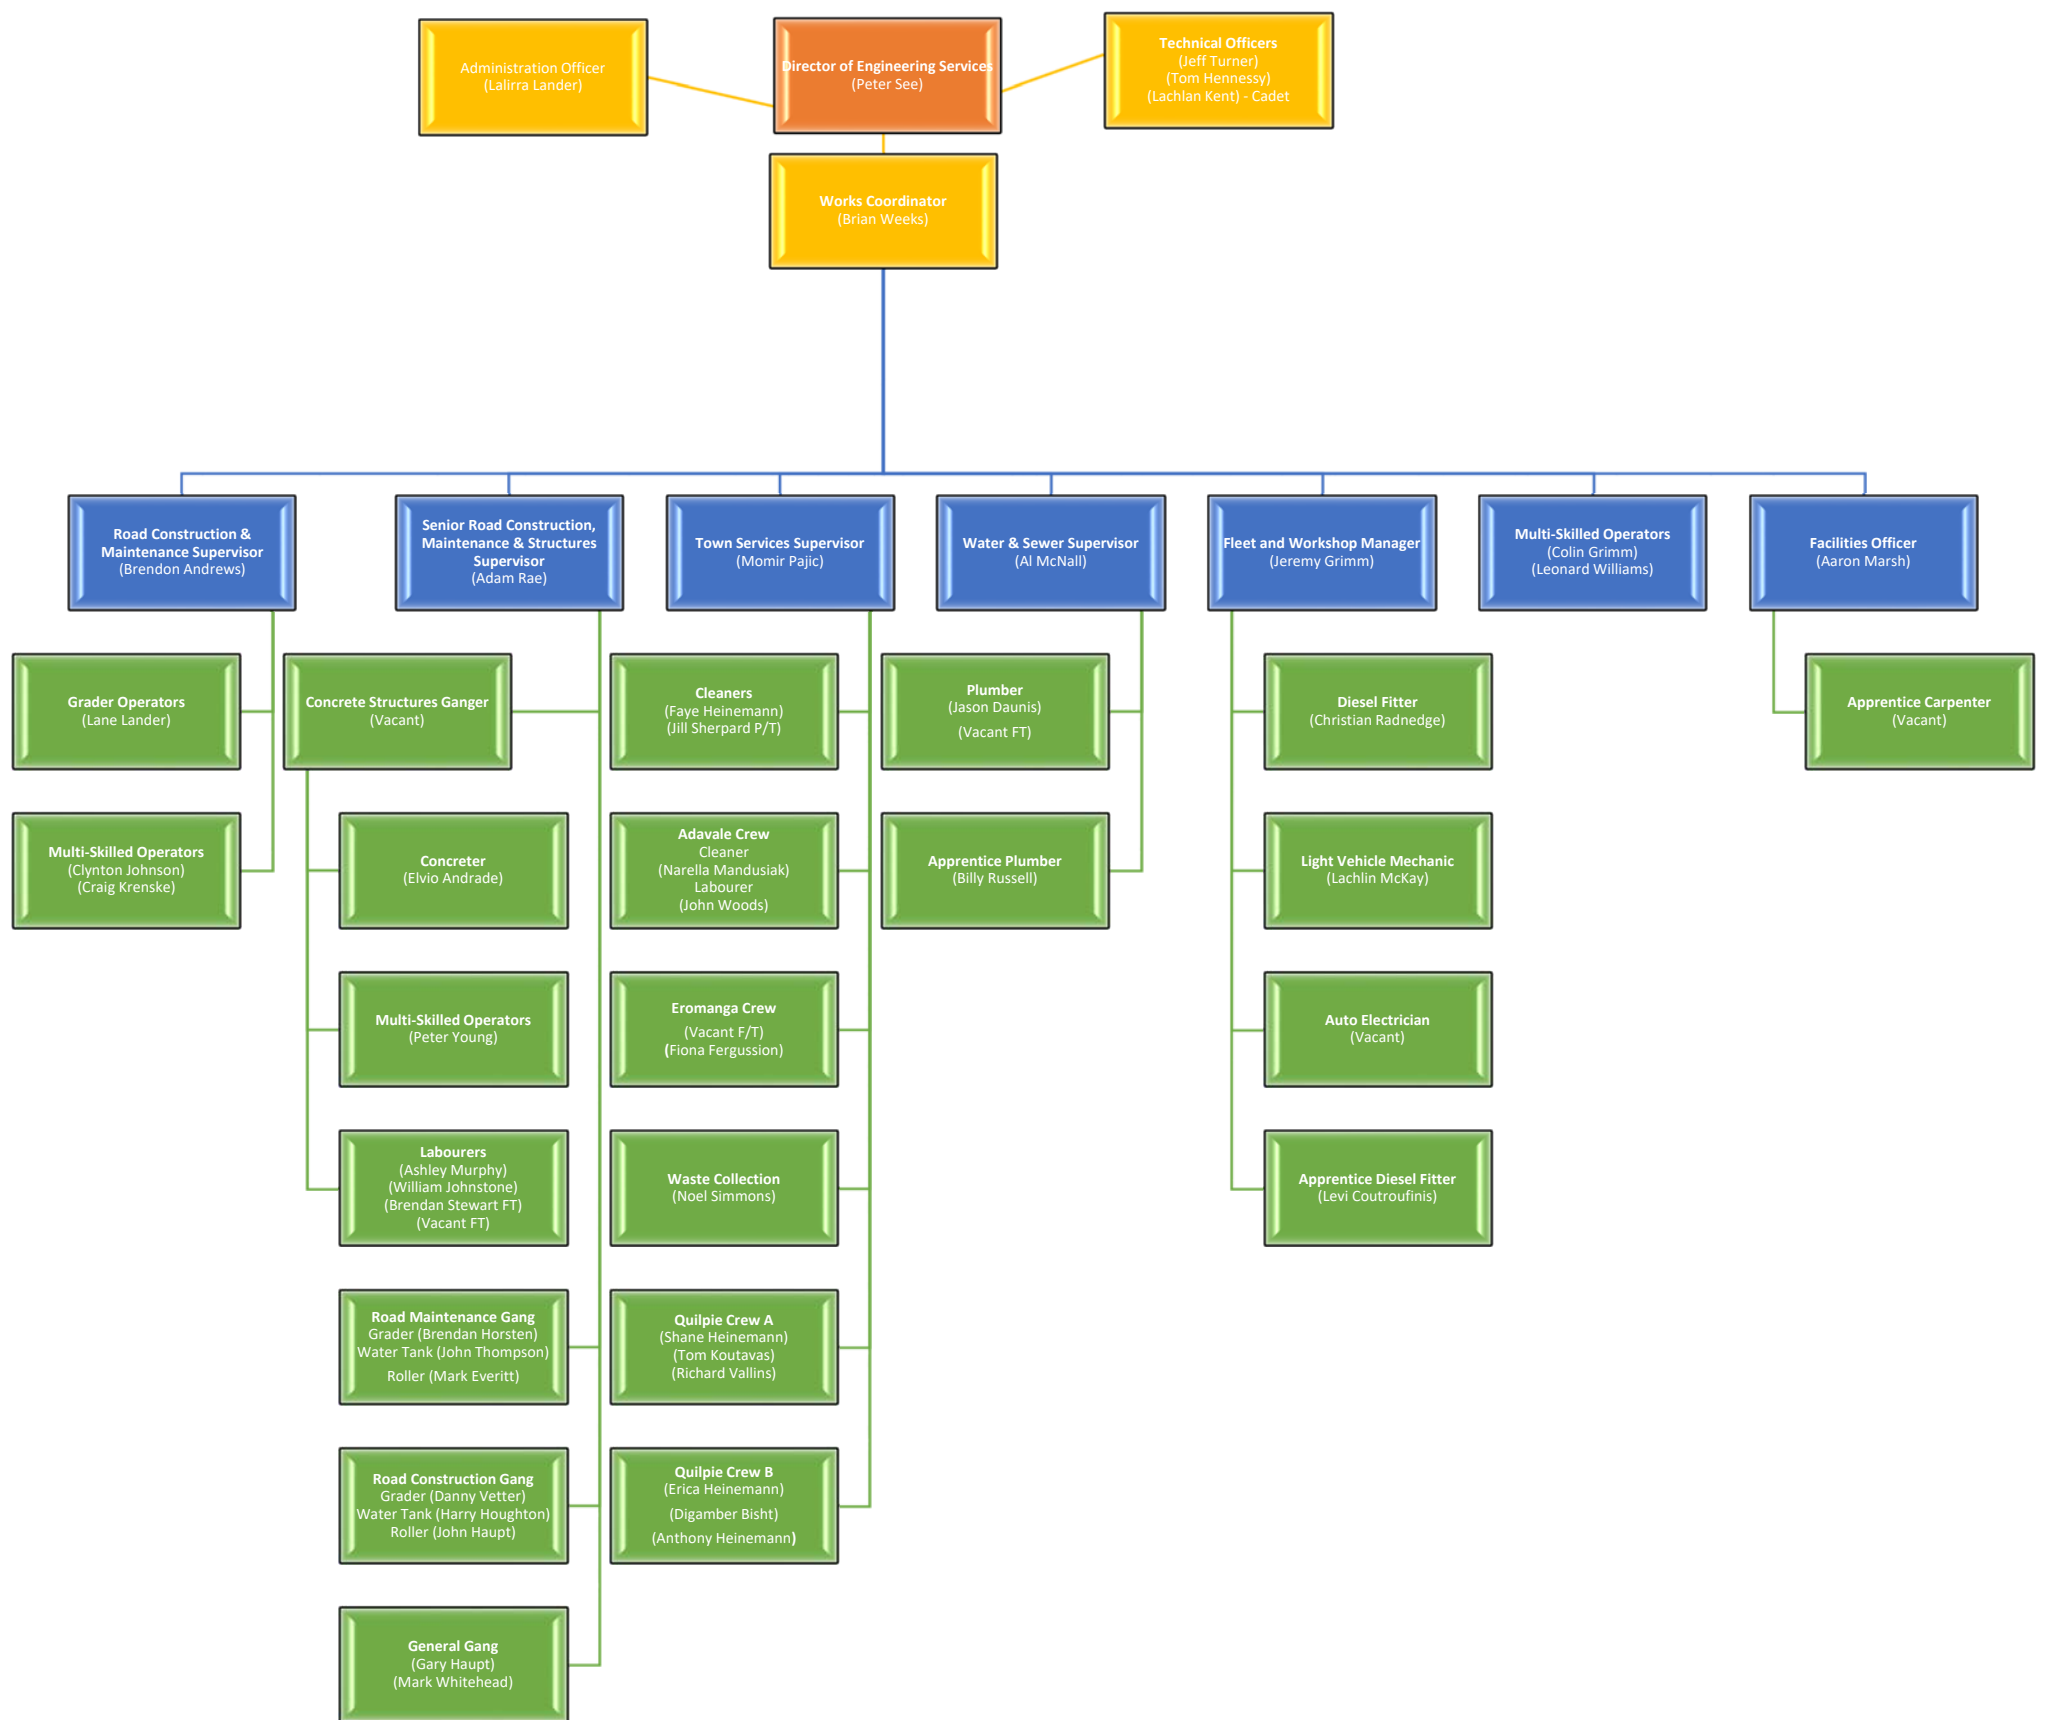 Administration Officer
(Lalirra Lander)
Director of Engineering Services
(Peter See)
Technical Officers
(Jeff Turner)
(Tom Hennessy)
(Lachlan Kent) - Cadet
Works Coordinator
(Brian Weeks)
Road Construction &
Maintenance Supervisor
(Brendon Andrews)
Senior Road Construction,
Maintenance & Structures
Supervisor
(Adam Rae)
Town Services Supervisor
(Momir Pajic)
Water & Sewer Supervisor
(Al McNall)
Fleet and Workshop Manager
(Jeremy Grimm)
Multi-Skilled Operators
(Colin Grimm)
(Leonard Williams)
Facilities Officer
(Aaron Marsh)
Grader Operators
(Lane Lander)
Concrete Structures Ganger
(Vacant)
Cleaners
(Faye Heinemann)
(Jill Sherpard P/T)
Plumber
(Jason Daunis)
(Vacant FT)
Diesel Fitter
(Christian Radnedge)
Apprentice Carpenter
(Vacant)
Multi-Skilled Operators
(Clynton Johnson)
(Craig Krenske)
Concreter
(Elvio Andrade)
Adavale Crew
Cleaner
(Narella Mandusiak)
Labourer
(John Woods)
Apprentice Plumber
(Billy Russell)
Light Vehicle Mechanic
(Lachlin McKay)
Multi-Skilled Operators
(Peter Young)
Eromanga Crew
(Vacant F/T)
(Fiona Fergussion)
Auto Electrician
(Vacant)
Labourers
(Ashley Murphy)
(William Johnstone)
(Brendan Stewart FT)
(Vacant FT)
Waste Collection
(Noel Simmons)
Apprentice Diesel Fitter
(Levi Coutroufinis)
Road Maintenance Gang
Grader (Brendan Horsten)
Water Tank (John Thompson)
Roller (Mark Everitt)
Quilpie Crew A
(Shane Heinemann)
(Tom Koutavas)
(Richard Vallins)
Road Construction Gang
Grader (Danny Vetter)
Water Tank (Harry Houghton)
Roller (John Haupt)
Quilpie Crew B
(Erica Heinemann)
(Digamber Bisht)
(Anthony Heinemann)
General Gang
(Gary Haupt)
(Mark Whitehead)